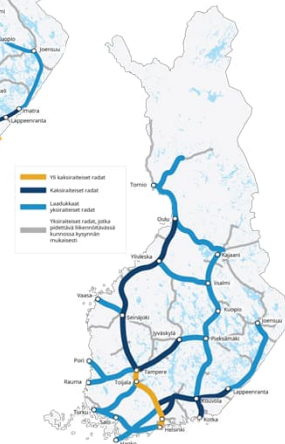 Joensuu
Imatra
Lappeenranta
Yli kaksiraiteiset radat
Kaksiraiteiset radat
Laadukkaat
yksiraiteiset radat
Yksiraiteiset radat, jotka
pidettävä liikennöitävässä
kunnossa kysynnän
mukaisesti
Tornio
Oulu
Ylivieska
Kajaani
Iisalmi
Vaasa
Seinäjoki
Kuopio
Joensuu
Jyväskylä
Pieksämäki
Pori
Tampere
Rauma
Toijala
Lappeenranta
Kouvola
Turku
Salo
Kotka
Helsinki
Hanko